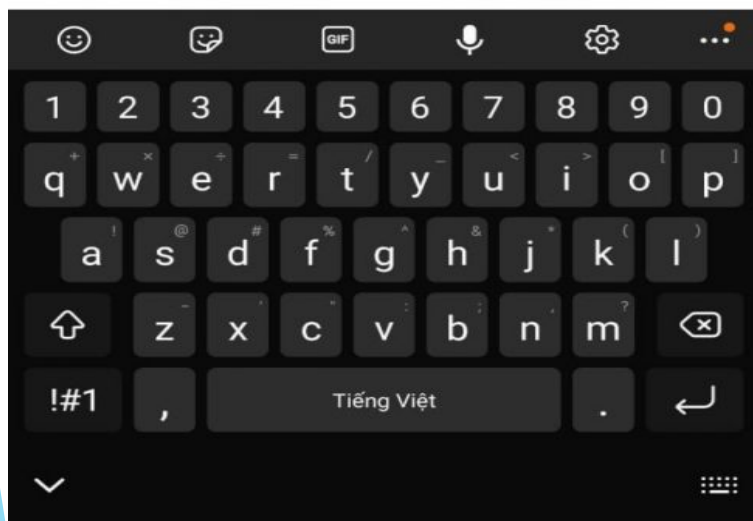 GIF
1 2 3 4 5 6 7 8 9 0
+ × ÷ = / _ < > [ ]
q w e r t y u i o p
! @ # % ^ & * ( )
a s d f g h j k l
- ' " : ; , ?
z x c v b n m
!#1 , Tiếng Việt .